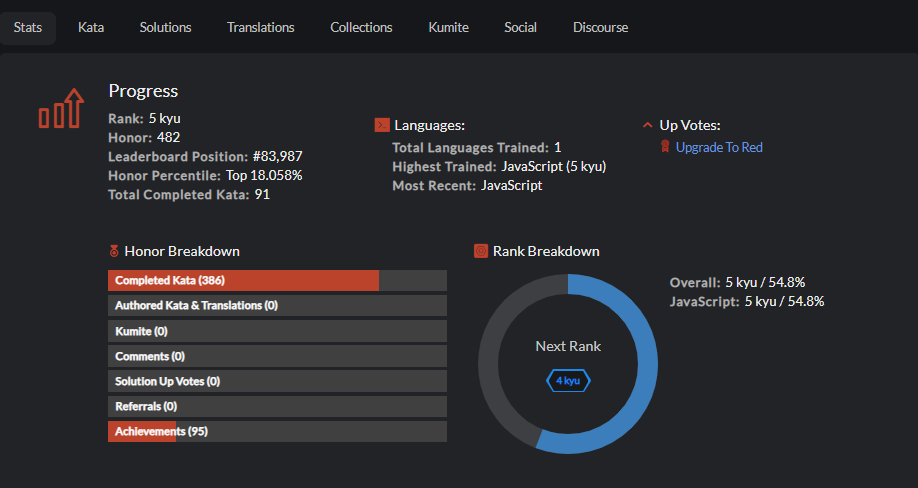 Stats Kata Solutions Translations Collections Kumite Social Discourse
Progress
Rank: 5 kyu
Honor: 482
Leaderboard Position: #83,987
Honor Percentile: Top 18.058%
Total Completed Kata: 91
Languages:
Total Languages Trained: 1
Highest Trained: JavaScript (5 kyu)
Most Recent: JavaScript
Up Votes:
Upgrade To Red
Honor Breakdown
Completed Kata (386)
Authored Kata & Translations (0)
Kumite (0)
Comments (0)
Solution Up Votes (0)
Referrals (0)
Achievements (95)
Rank Breakdown
Next Rank
4 kyu
Overall: 5 kyu / 54.8%
JavaScript: 5 kyu / 54.8%